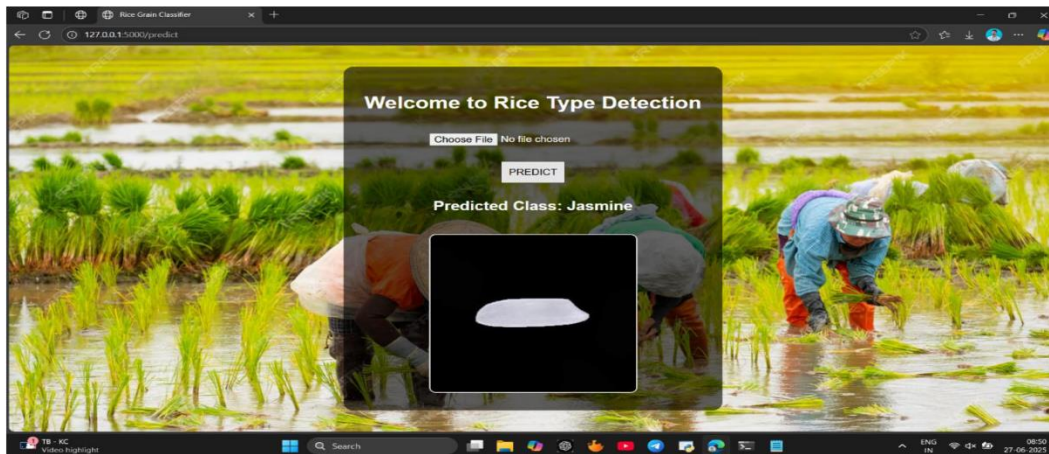 Rice Grain Classifier
127.0.0.1:5000/predict
Welcome to Rice Type Detection
Choose File No file chosen
PREDICT
Predicted Class: Jasmine
1
TB - KC
Video highlight
Search
ENG
IN
08:50
27-06-2025